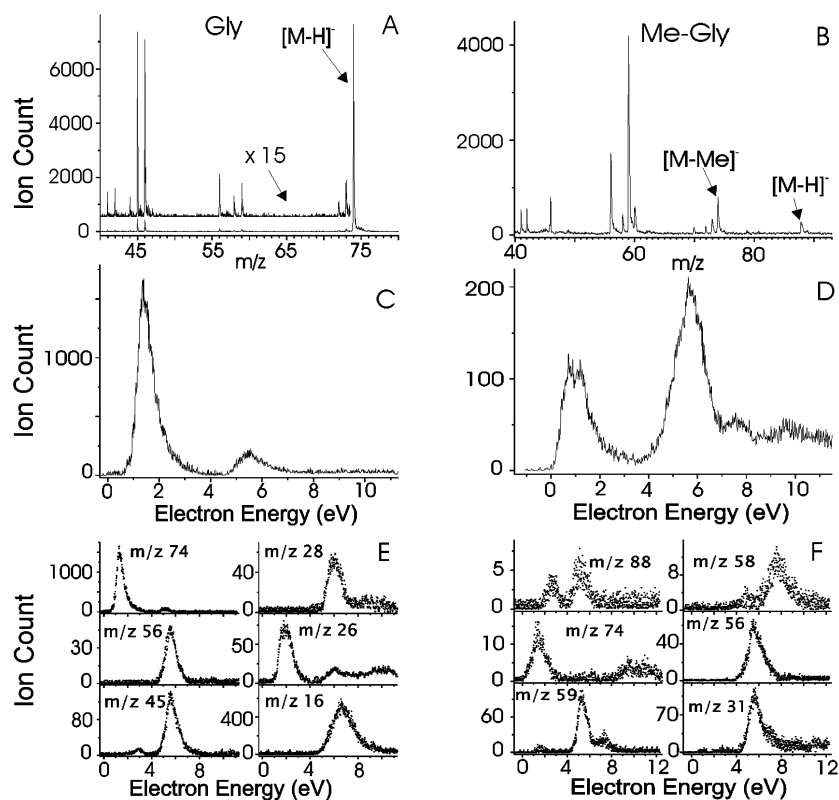 Gly
A
[M-H]-
x 15
Ion Count
6000
4000
2000
0
45
55
65
75
m/z
Me-Gly
B
[M-Me]-
[M-H]-
4000
2000
0
40
60
80
m/z
C
Ion Count
1000
0
0 2 4 6 8 10
Electron Energy (eV)
D
200
100
0
0 2 4 6 8 10
Electron Energy (eV)
E
Ion Count
m/z 74
1000
0
m/z 28
40
0
m/z 56
30
0
m/z 26
50
0
m/z 45
80
0
m/z 16
400
0
0 4 8
0 4 8
Electron Energy (eV)
F
m/z 88
5
0
m/z 58
8
0
m/z 74
10
0
m/z 56
40
0
m/z 59
60
0
m/z 31
70
0
0 4 8 12
0 4 8 12
Electron Energy (eV)